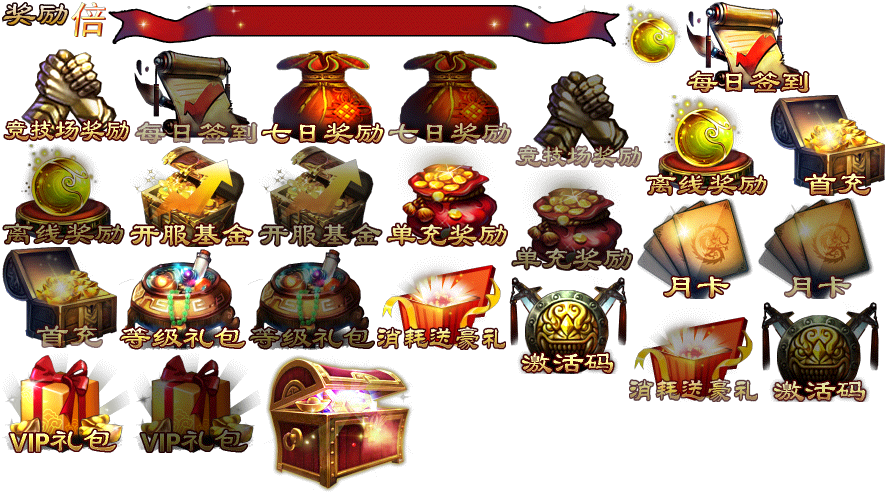 奖励
倍
每日签到
竞技场奖励
每日签到
七日奖励
七日奖励
竞技场奖励
离线奖励
首充
离线奖励
开服基金
开服基金
单充奖励
单充奖励
月卡
月卡
首充
等级礼包
等级礼包
消耗送豪礼
激活码
消耗送豪礼
激活码
VIP礼包
VIP礼包